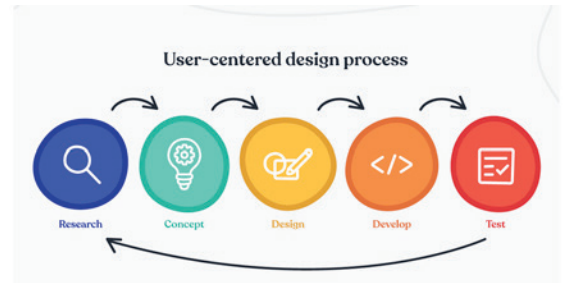 User-centered design process
Research
Concept
Design
</>
Develop
Test